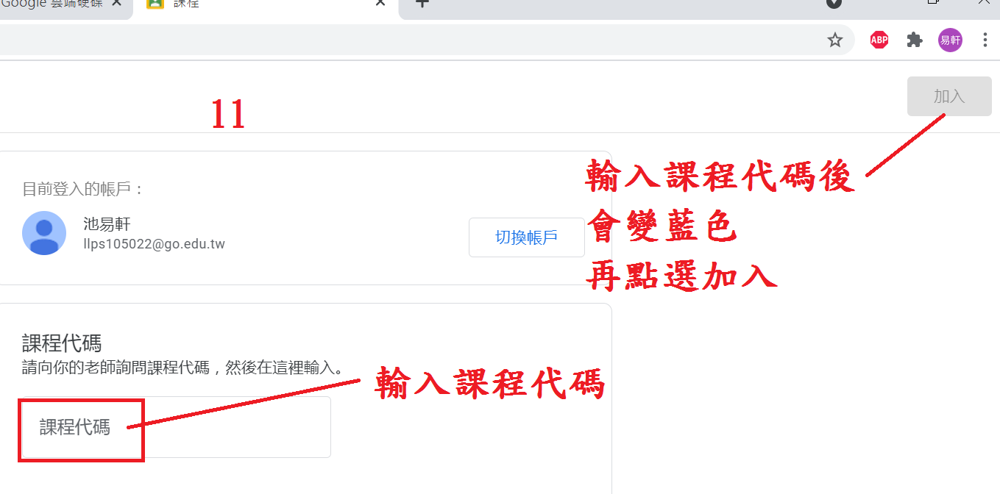 Google 雲端硬碟
課程
ABP
易軒
加入
11
目前登入的帳戶：
池易軒
llps105022@go.edu.tw
切換帳戶
輸入課程代碼後
會變藍色
再點選加入
課程代碼
請向你的老師詢問課程代碼，然後在這裡輸入。
輸入課程代碼
課程代碼